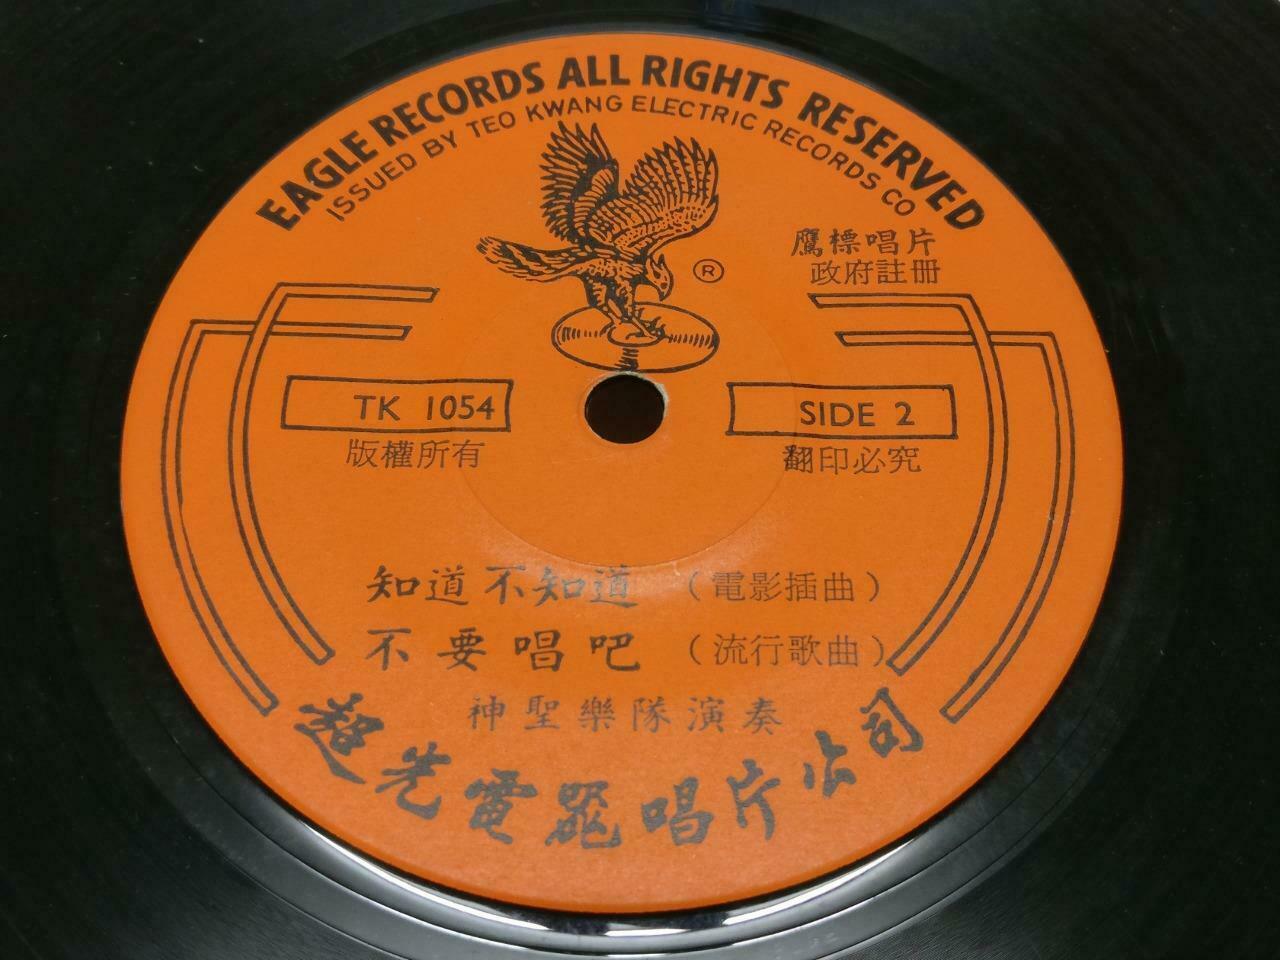 EAGLE RECORDS ALL RIGHTS RESERVED
ISSUED BY TEO KWANG ELECTRIC RECORDS CO
®
鷹標唱片
政府註冊
TK 1054
SIDE 2
版權所有
翻印必究
知道不知道（電影插曲）
不要唱吧（流行歌曲）
神聖樂隊演奏
超光電器唱片公司